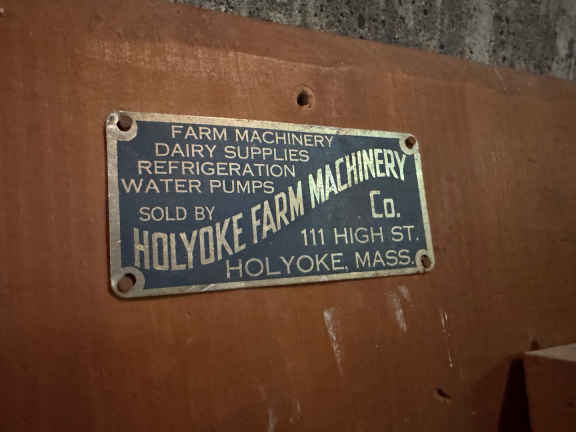 FARM MACHINERY
DAIRY SUPPLIES
REFRIGERATION
WATER PUMPS
SOLD BY
HOLYOKE FARM MACHINERY
Co.
111 HIGH ST.
HOLYOKE, MASS.